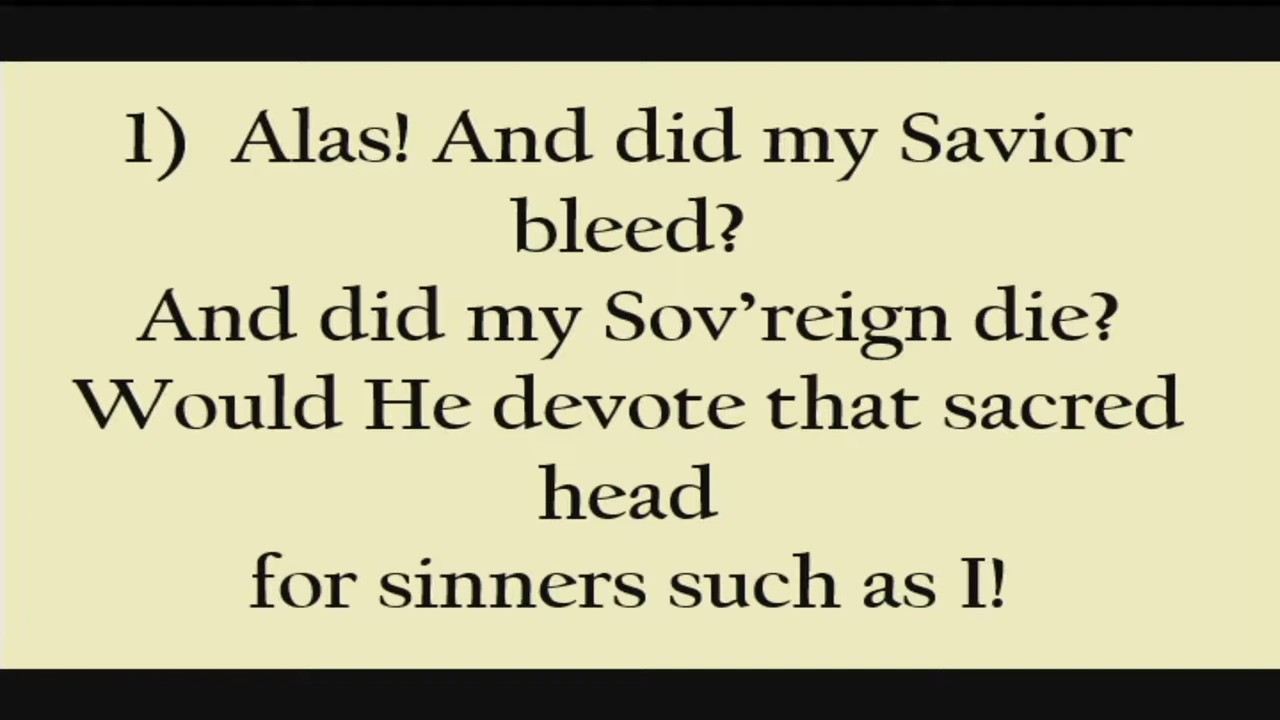 1) Alas! And did my Savior
bleed?
And did my Sov’reign die?
Would He devote that sacred
head
for sinners such as I!